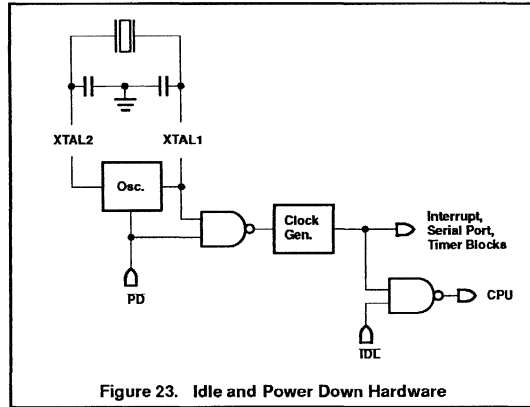 XTAL2
XTAL1
Osc.
Clock
Gen.
Interrupt,
Serial Port,
Timer Blocks
CPU
PD
IDL
Figure 23. Idle and Power Down Hardware